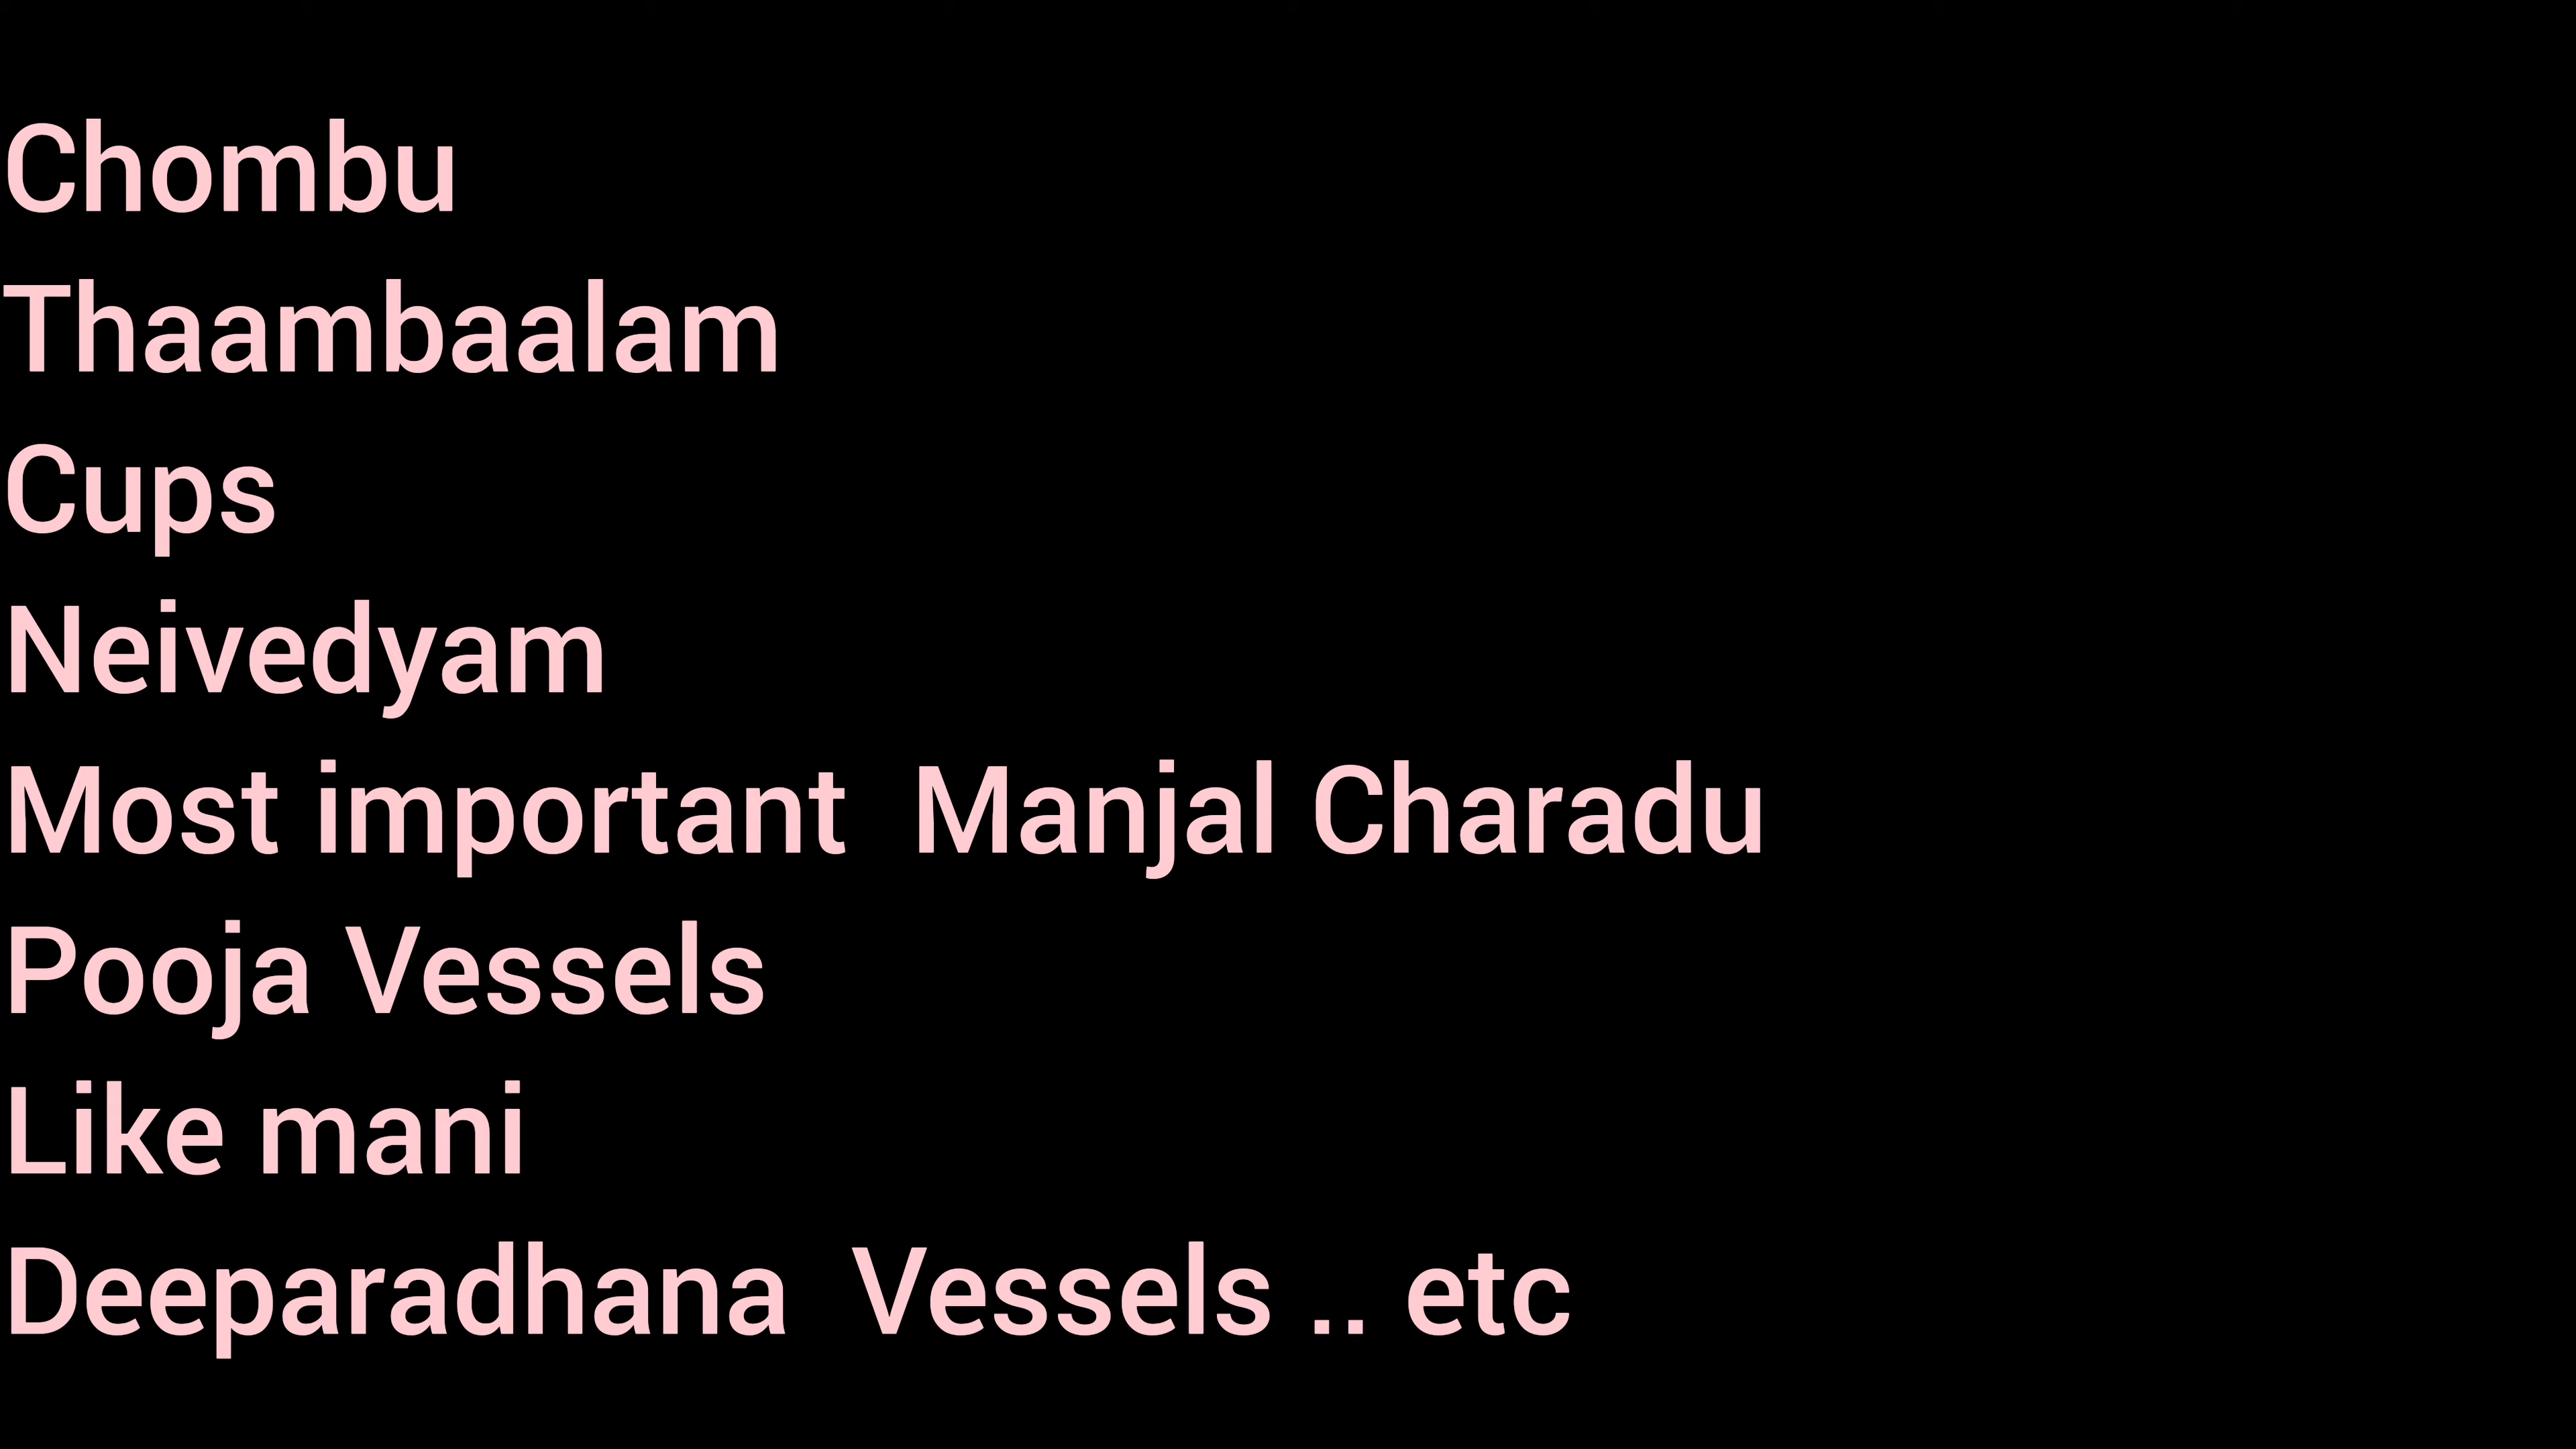 Chombu
Thaambaalam
Cups
Neivedyam
Most important  Manjal Charadu
Pooja Vessels
Like mani
Deeparadhana  Vessels .. etc